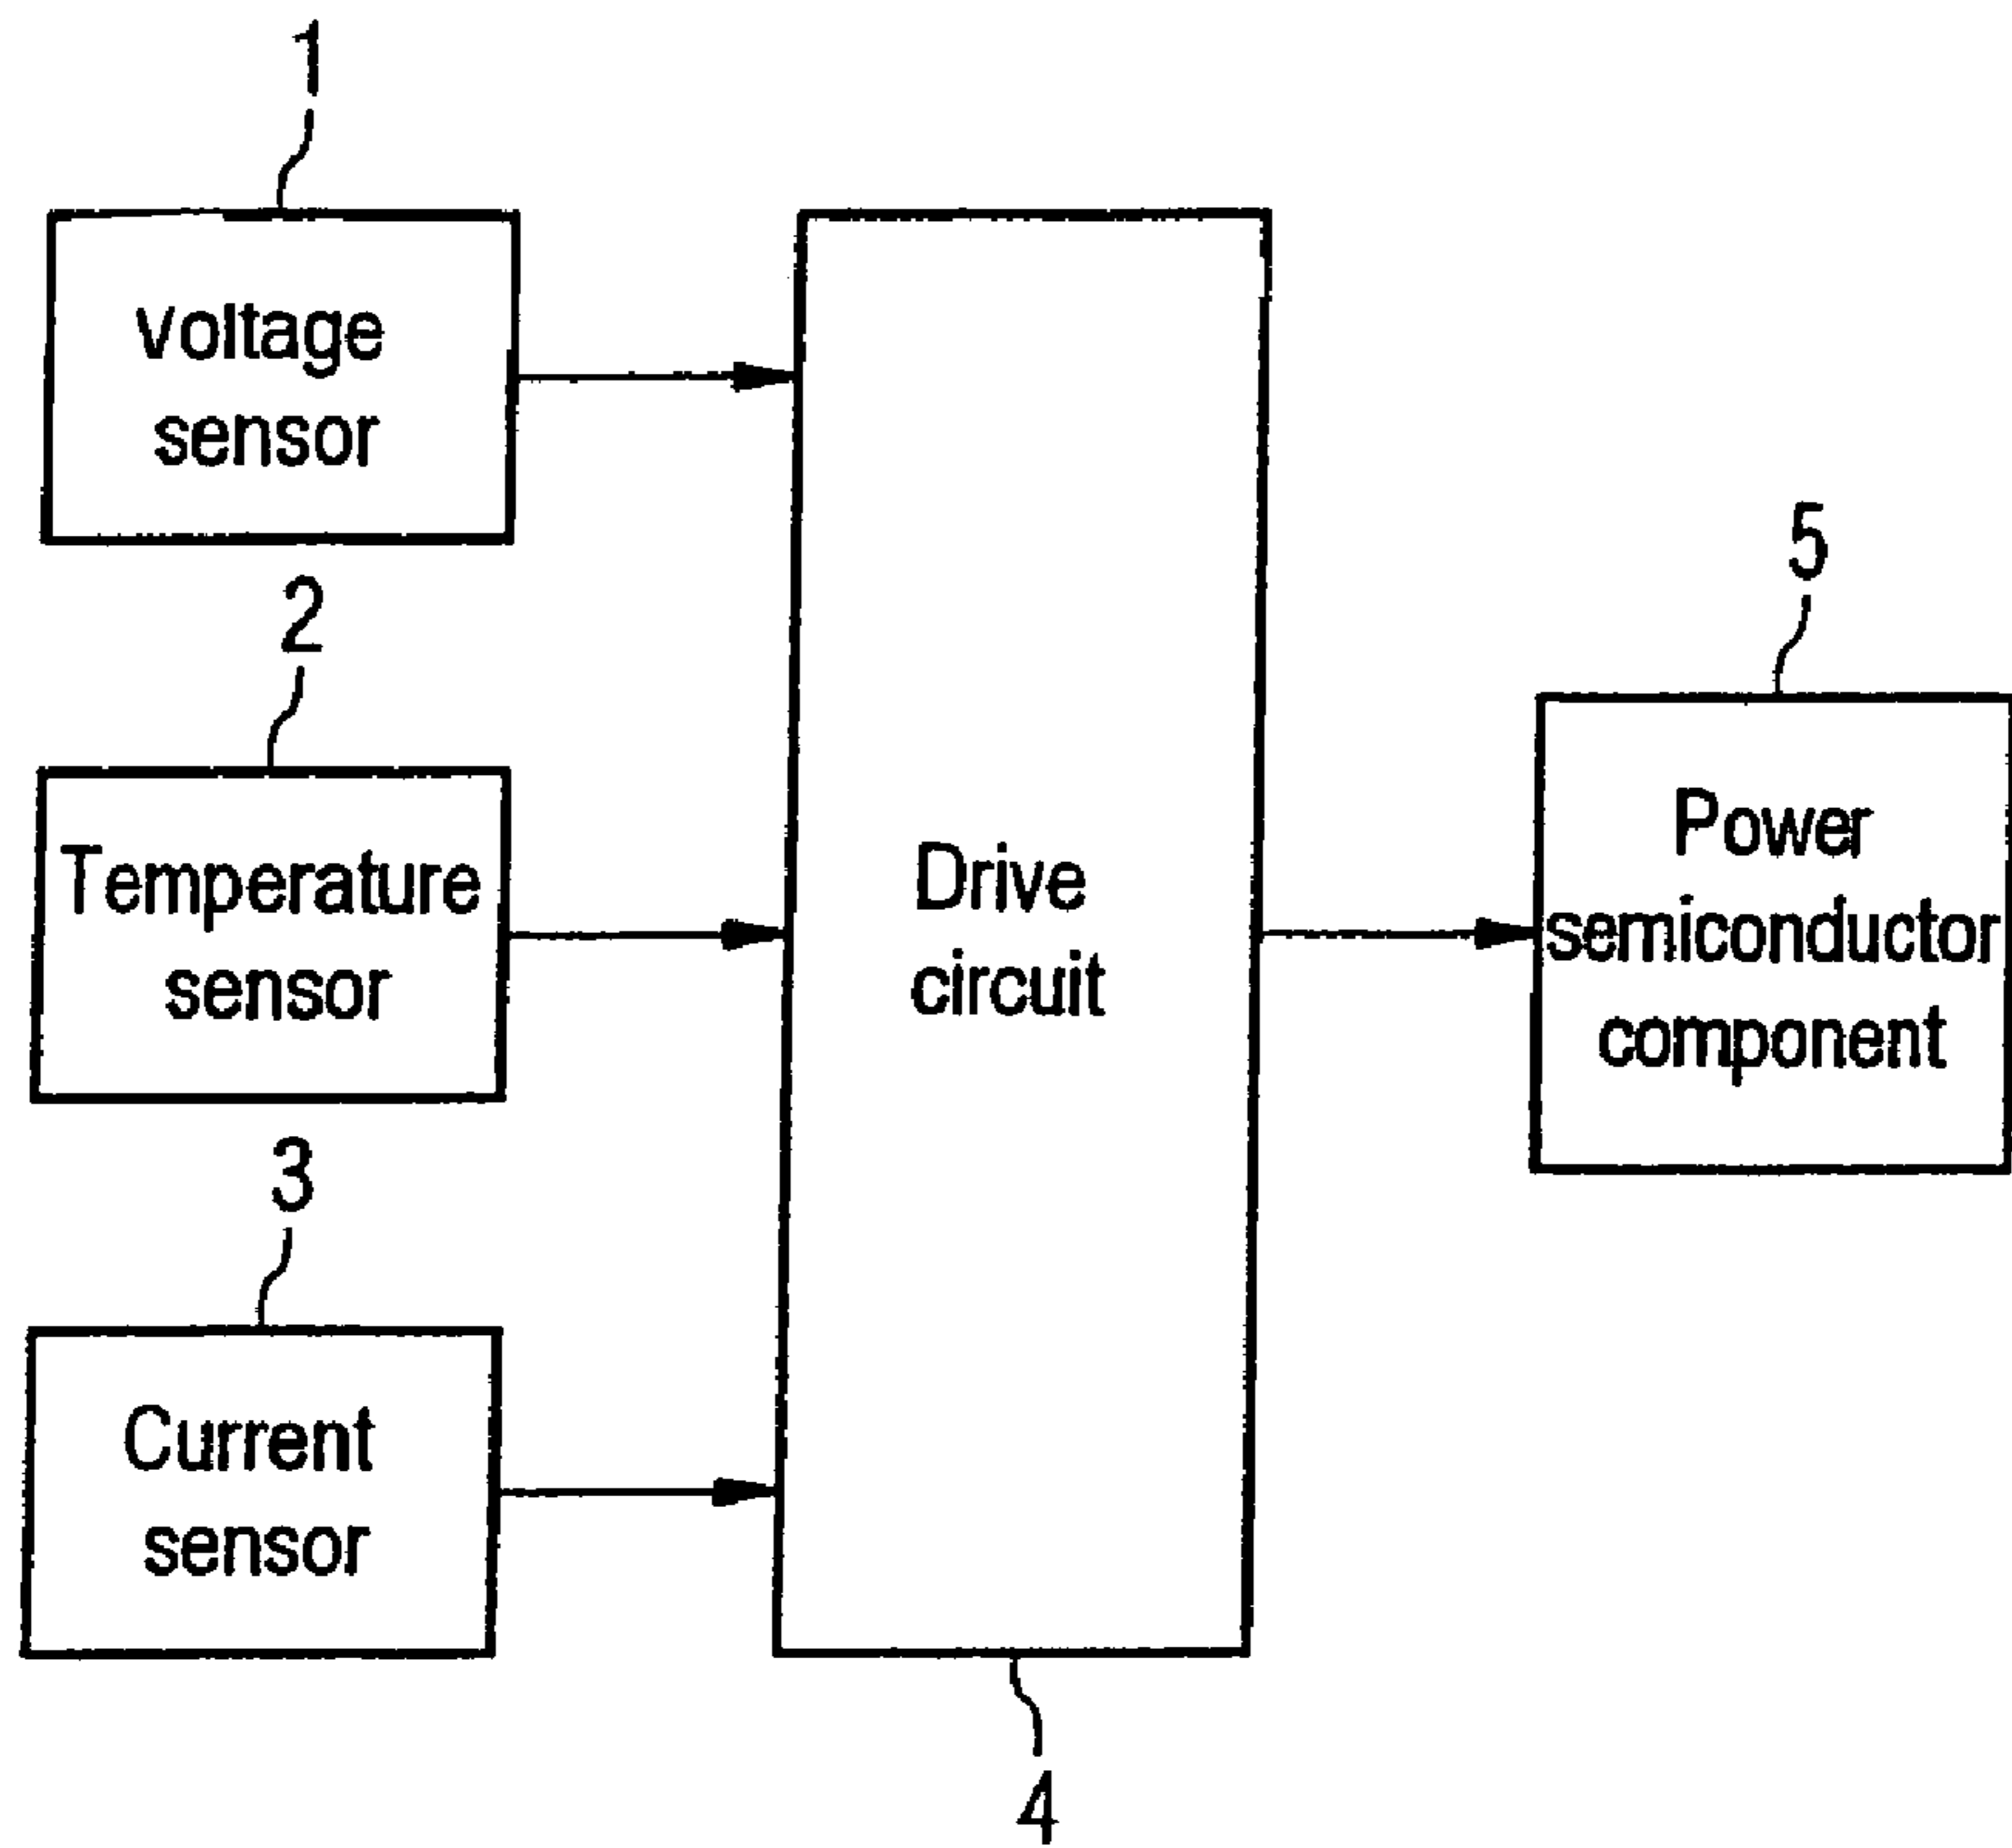 1
voltage
sensor
2
Temperature
sensor
3
Current
sensor
Drive
circuit
4
5
Power
semiconductor
component